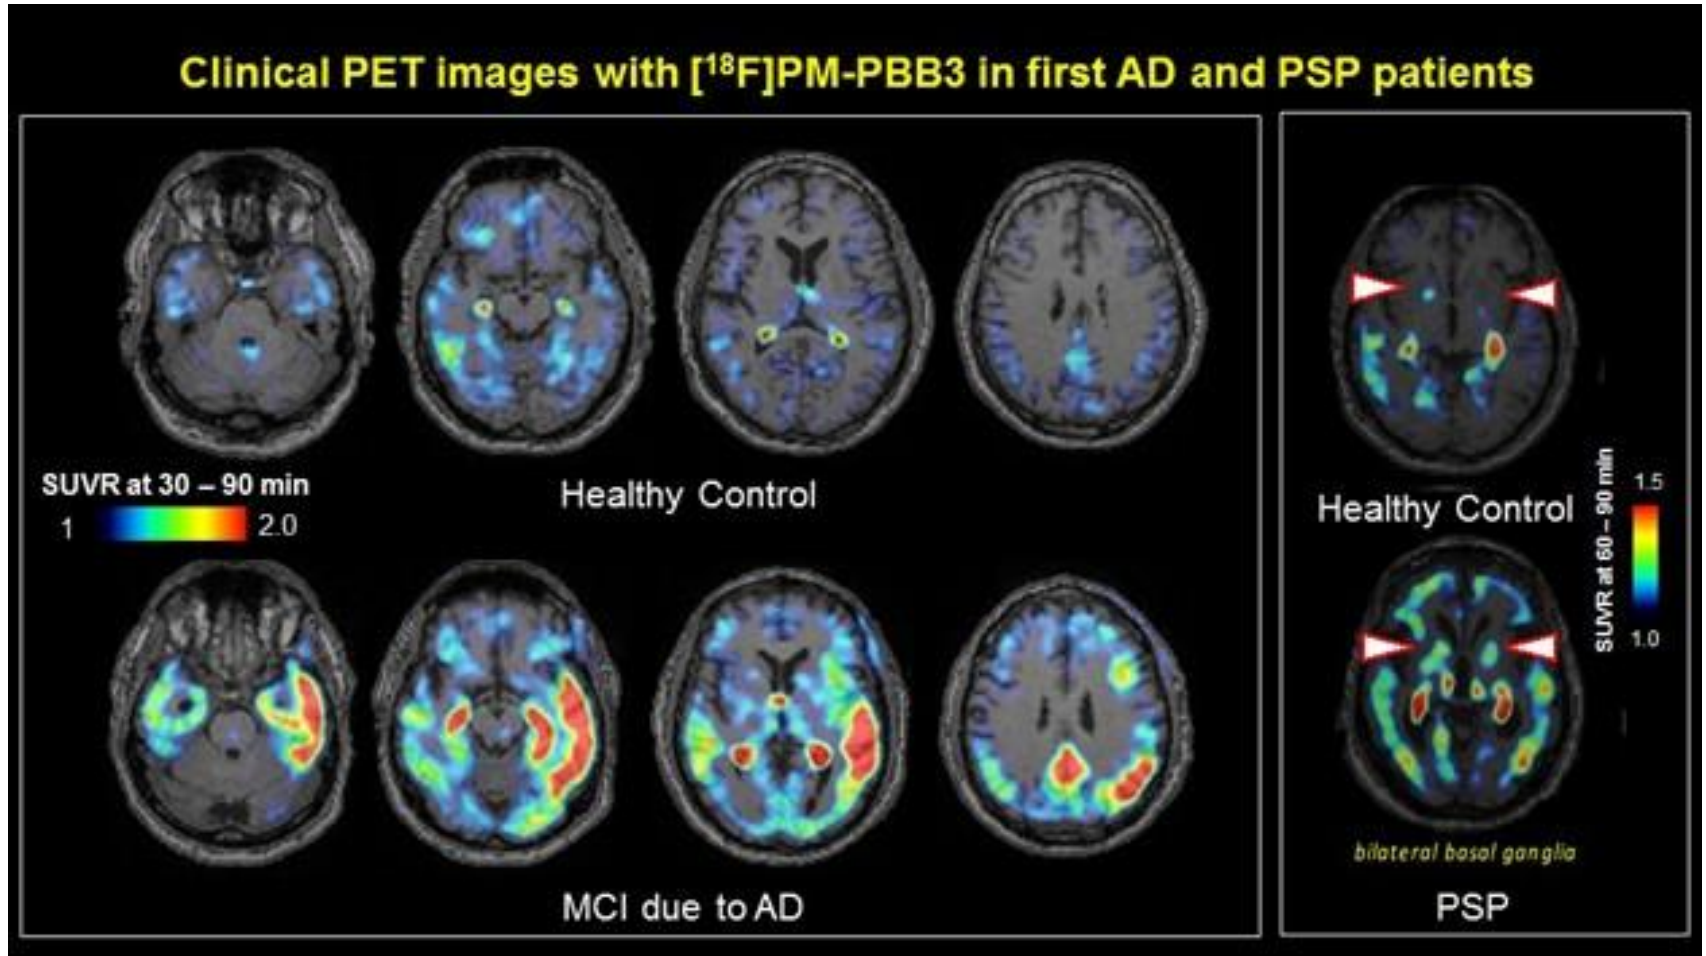 Clinical PET images with [¹⁸F]PM-PBB3 in first AD and PSP patients
SUVR at 30 – 90 min
1
2.0
Healthy Control
MCI due to AD
Healthy Control
SUVR at 60 – 90 min
1.5
1.0
bilateral basal ganglia
PSP